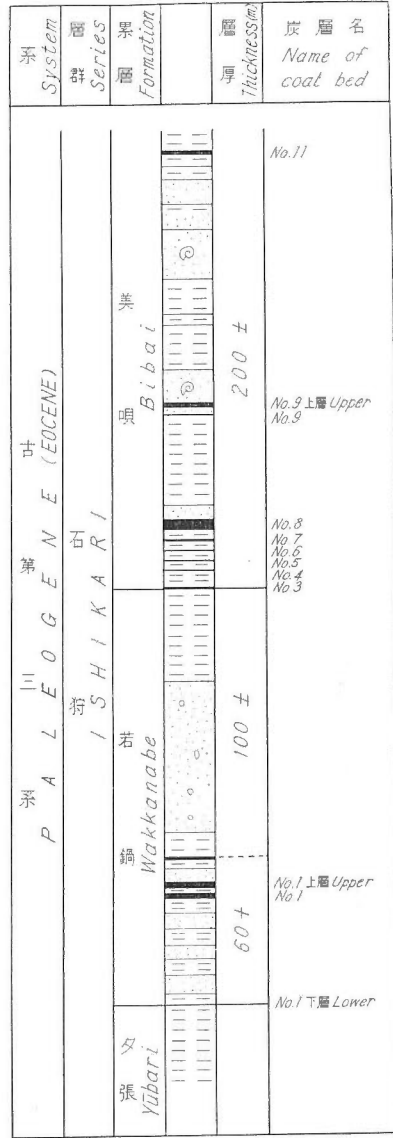 系 System
層群 Series
累層 Formation
層厚 Thickness(m)
炭層名
Name of
coat bed
古第三系
PALEOGENE (EOCENE)
石狩
ISHIKARI
美唄
Bibai
200 ±
No.11
No.9 上層 Upper
No.9
No.8
No 7
No.6
No.5
No.4
No 3
若鍋
Wakkanabe
100 ±
60 ±
No.1 上層 Upper
No 1
No.1 下層 Lower
夕張
Yūbari